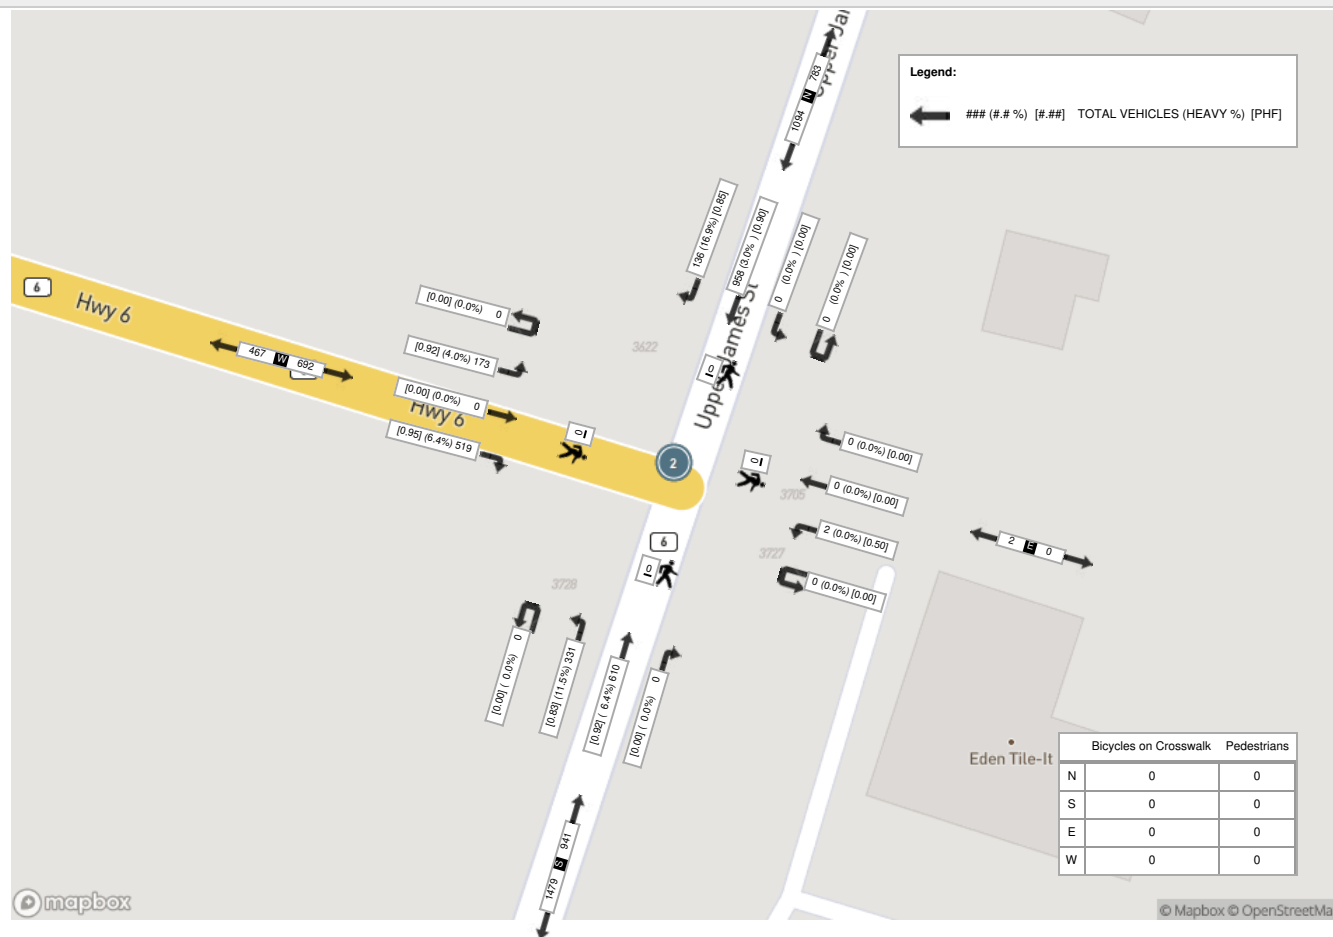 Upper Jai
783
N
1094
Legend:
### (#.# %) [#.##] TOTAL VEHICLES (HEAVY %) [PHF]
136 (16.9%) [0.85]
958 (3.0% ) [0.90]
0 (0.0% ) [0.00]
0 (0.0% ) [0.00]
6
Hwy 6
[0.00] (0.0%) 0
[0.92] (4.0%) 173
[0.00] (0.0%) 0
[0.95] (6.4%) 519
467 W 692
Hwy 6
3622
Upper James St
0
0
0
0
2
6
3705
3727
3728
0 (0.0%) [0.00]
0 (0.0%) [0.00]
2 (0.0%) [0.50]
0 (0.0%) [0.00]
2 E 0
[0.00] ( 0.0%) 0
[0.83] (11.5%) 331
[0.92] ( 6.4%) 610
[0.00] ( 0.0%) 0
941
S
1479
Eden Tile-It
Bicycles on Crosswalk Pedestrians
N 0 0
S 0 0
E 0 0
W 0 0
mapbox
© Mapbox © OpenStreetMa